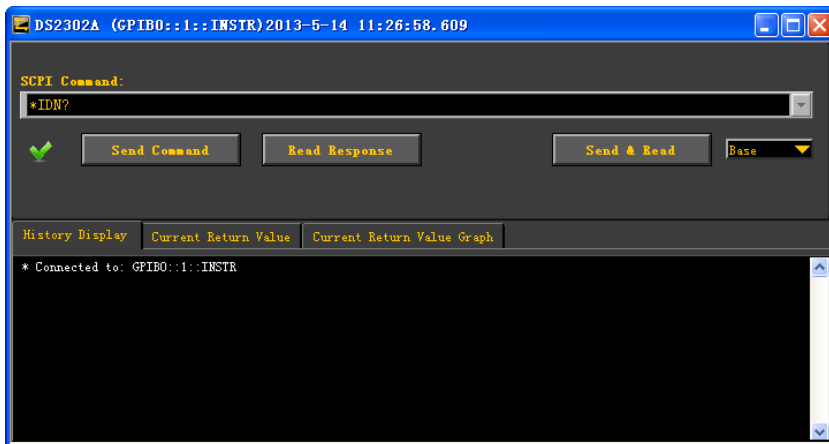 DS2302A (GPIB0::1::INSTR)2013-5-14 11:26:58.609
SCPI Command:
*IDN?
Send Command Read Response Send & Read Base
History Display Current Return Value Current Return Value Graph
* Connected to: GPIB0::1::INSTR